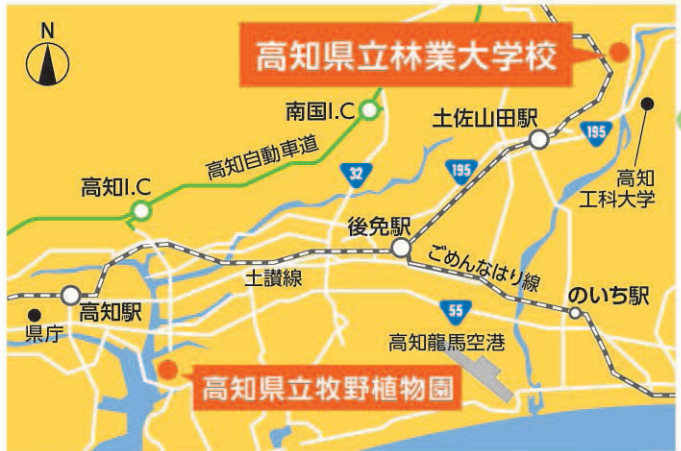 N
高知県立林業大学校
南国I.C
土佐山田駅
195
高知自動車道
32
195
高知
工科大学
高知I.C
後免駅
ごめんなはり線
土讃線
のいち駅
高知駅
55
県庁
高知龍馬空港
高知県立牧野植物園